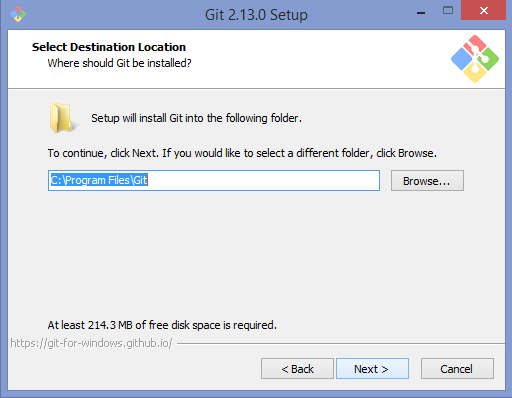 Git 2.13.0 Setup
Select Destination Location
Where should Git be installed?
Setup will install Git into the following folder.
To continue, click Next. If you would like to select a different folder, click Browse.
C:\Program Files\Git
Browse...
At least 214.3 MB of free disk space is required.
https://git-for-windows.github.io/
< Back
Next >
Cancel